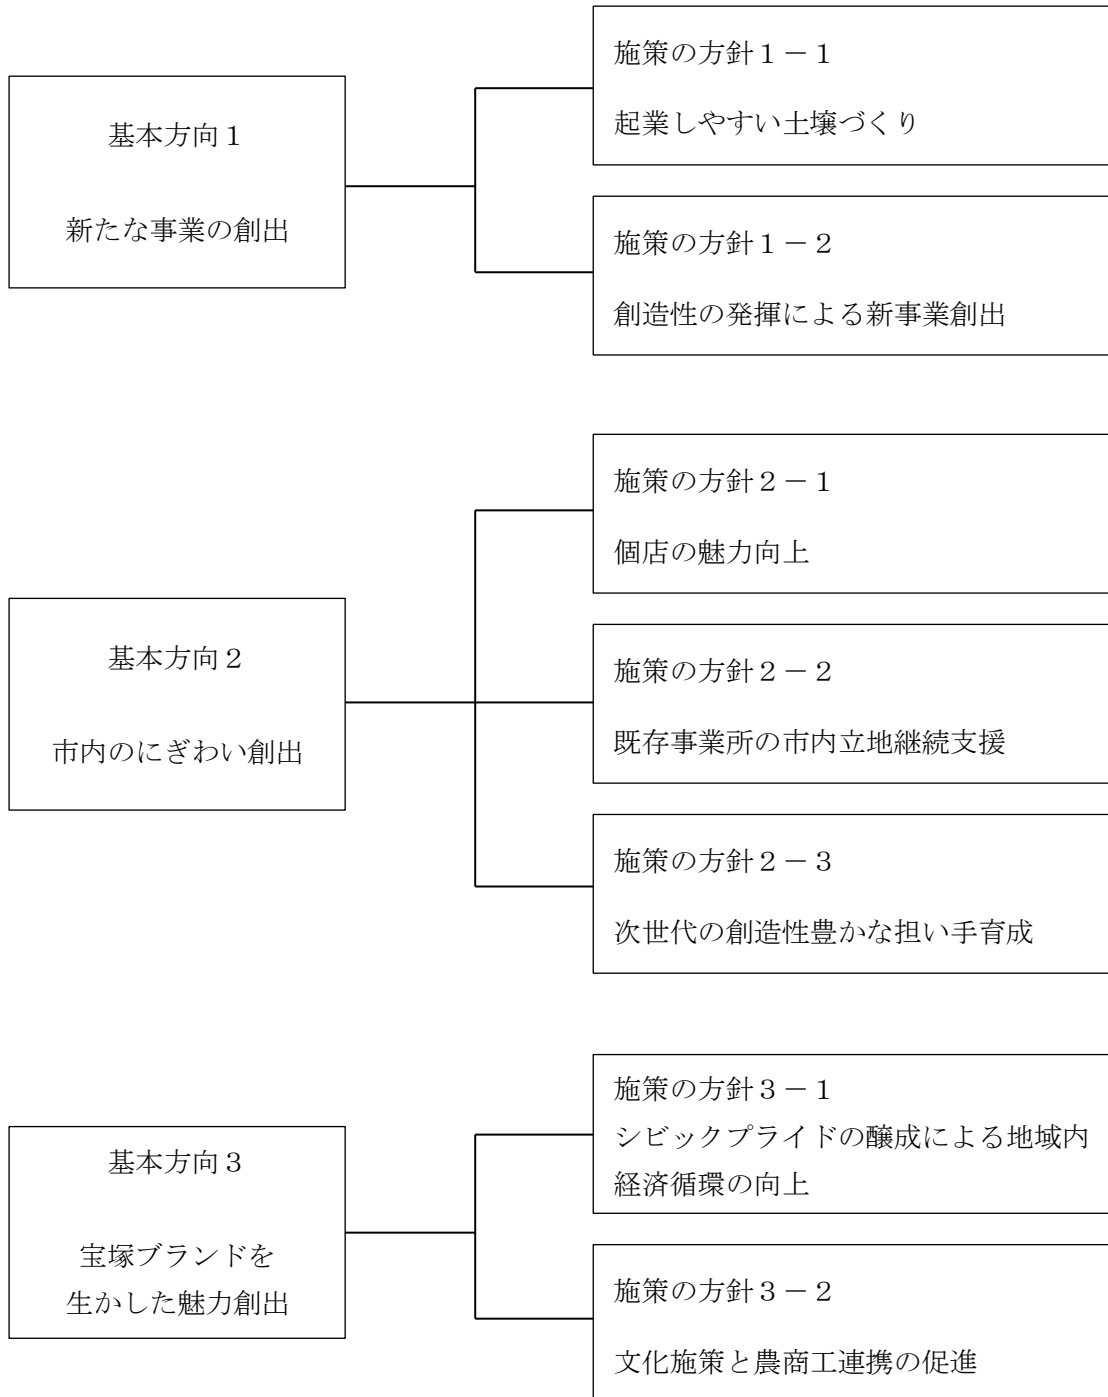 基本方向１
新たな事業の創出
施策の方針１－１
起業しやすい土壌づくり
施策の方針１－２
創造性の発揮による新事業創出
基本方向２
市内のにぎわい創出
施策の方針２－１
個店の魅力向上
施策の方針２－２
既存事業所の市内立地継続支援
施策の方針２－３
次世代の創造性豊かな担い手育成
基本方向３
宝塚ブランドを
生かした魅力創出
施策の方針３－１
シビックプライドの醸成による地域内
経済循環の向上
施策の方針３－２
文化施策と農商工連携の促進